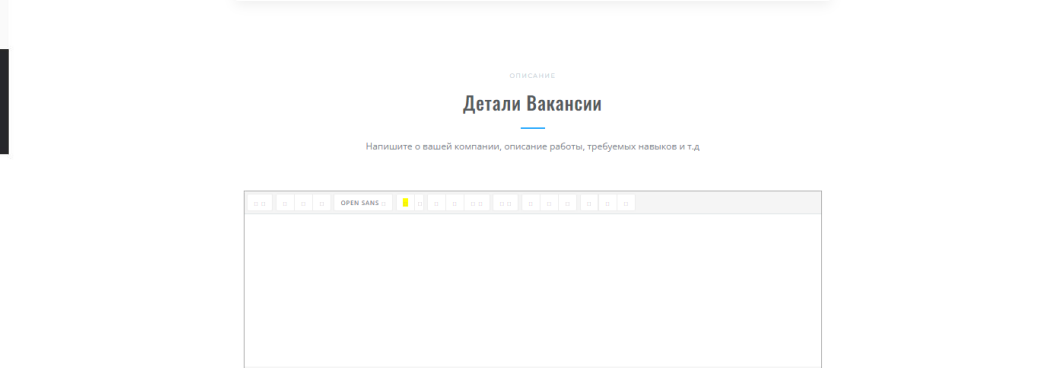 ОПИСАНИЕ
Детали Вакансии
Напишите о вашей компании, описание работы, требуемых навыков и т.д
OPEN SANS